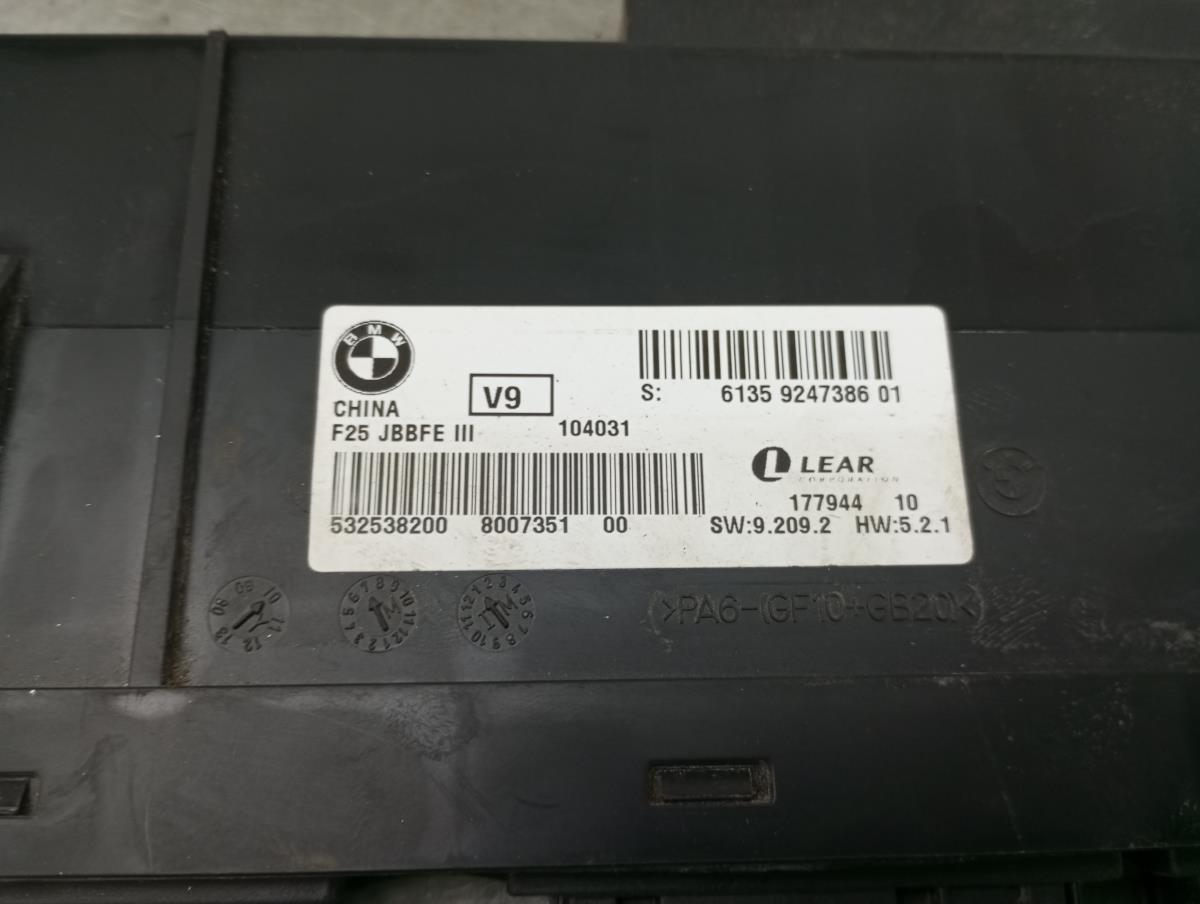 BMW
CHINA
V9
S: 6135 9247386 01
F25 JBBFE III 104031
LEAR
CORPORATION
177944 10
532538200 8007351 00 SW:9.209.2 HW:5.2.1
>PA6-(GF10+GB20)<